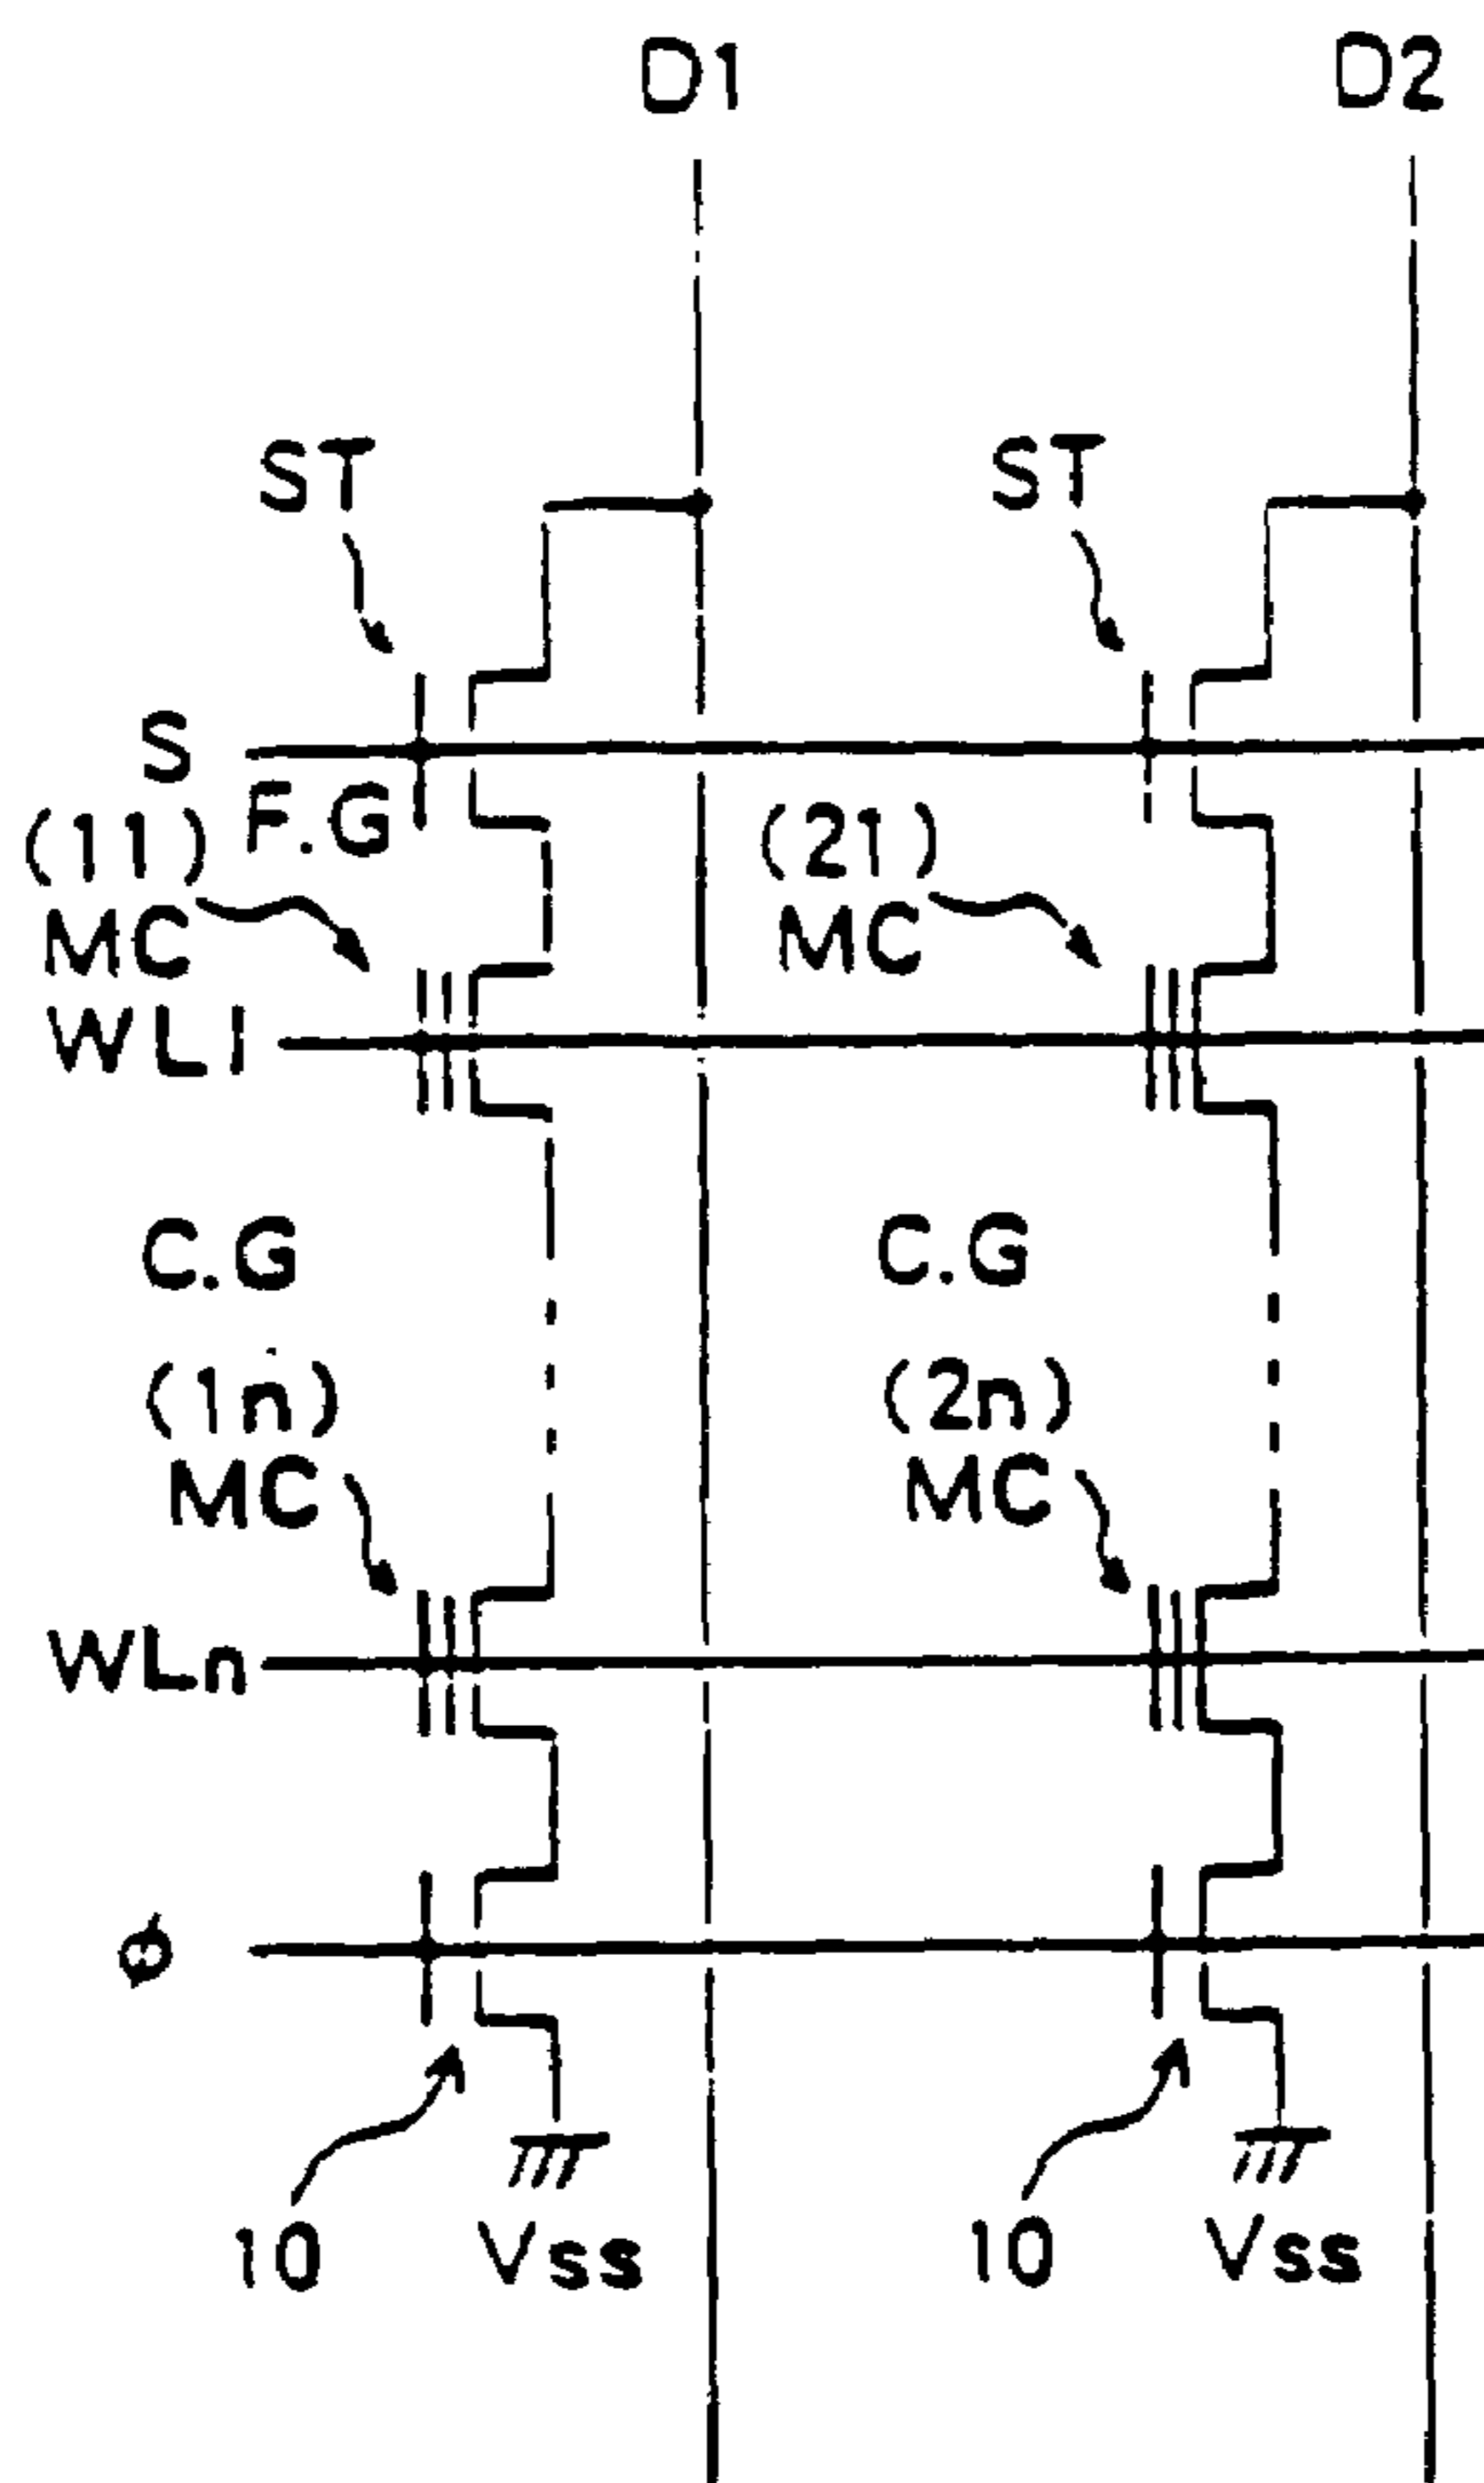 D1 D2
ST ST
S
F.G
(11) (21)
MC MC
WL1
C.G C.G
(1n) (2n)
MC MC
WLn
ø
10 Vss 10 Vss